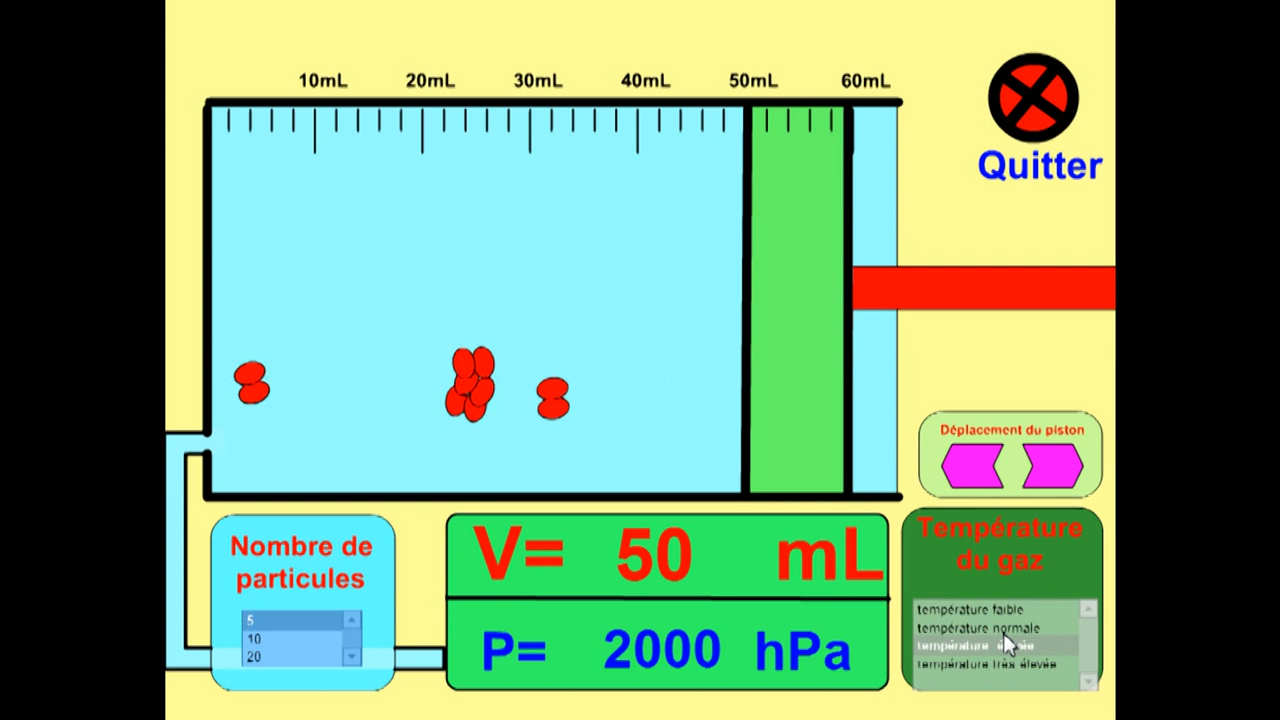 10mL 20mL 30mL 40mL 50mL 60mL
Quitter
Déplacement du piston
Nombre de
particules
5
10
20
V= 50 mL
P= 2000 hPa
Température
du gaz
température faible
température normale
température
température très élevée